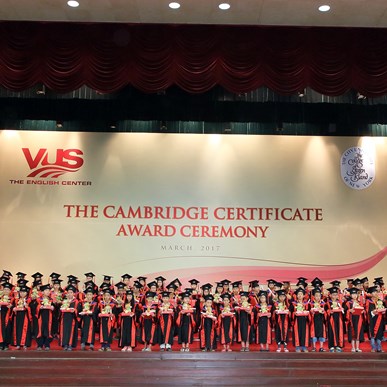 VUS
THE ENGLISH CENTER
THE CAMBRIDGE CERTIFICATE
AWARD CEREMONY
MARCH, 2017